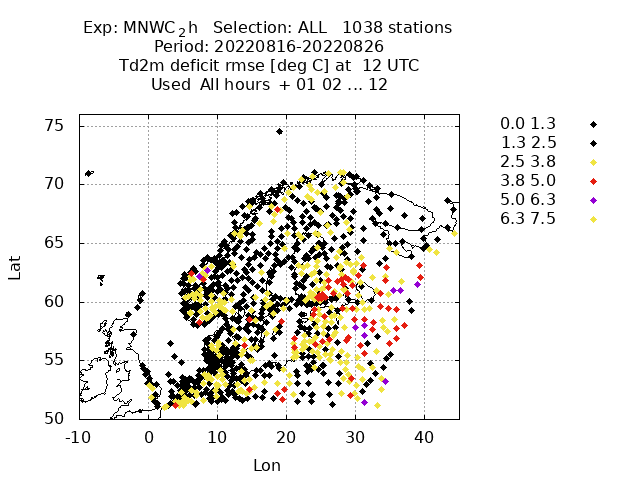 Exp: MNWC_2h   Selection: ALL   1038 stations
Period: 20220816-20220826
Td2m deficit rmse [deg C] at  12 UTC
Used  All hours  + 01 02 ... 12
0.0 1.3
1.3 2.5
2.5 3.8
3.8 5.0
5.0 6.3
6.3 7.5
75
70
65
60
55
50
Lat
-10 0 10 20 30 40
Lon